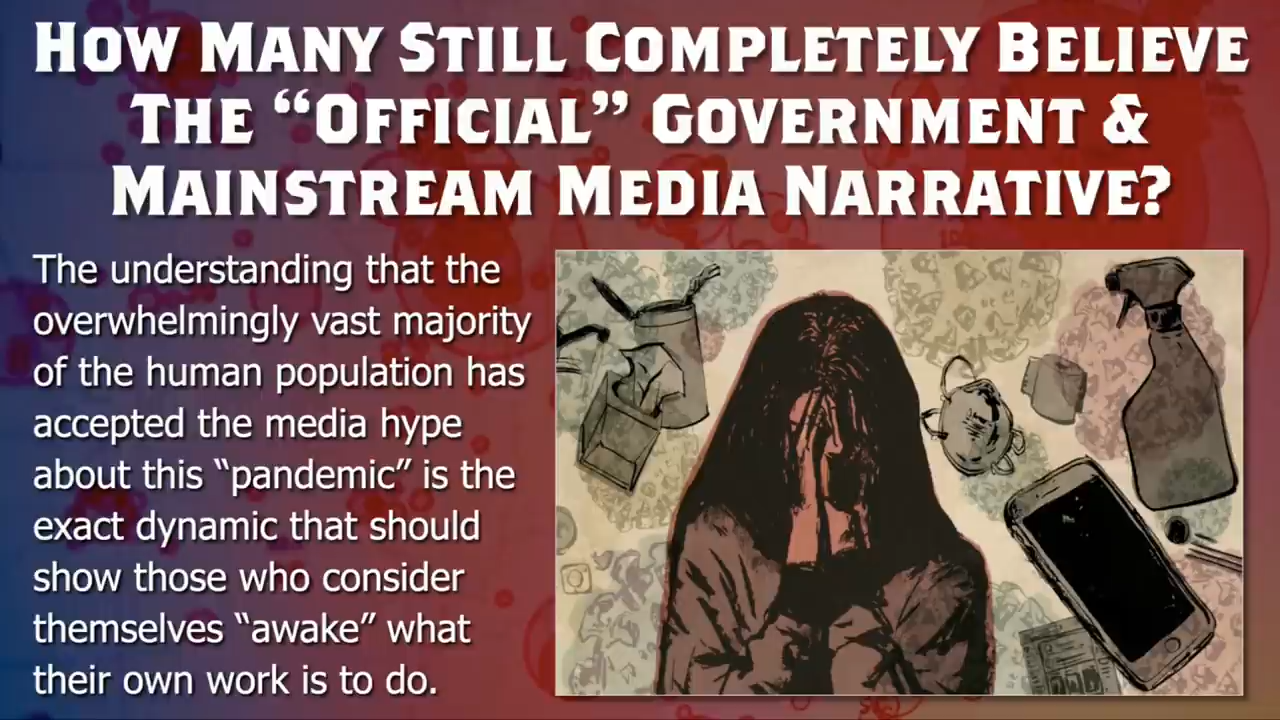 HOW MANY STILL COMPLETELY BELIEVE
THE “OFFICIAL” GOVERNMENT &
MAINSTREAM MEDIA NARRATIVE?
The understanding that the
overwhelmingly vast majority
of the human population has
accepted the media hype
about this “pandemic” is the
exact dynamic that should
show those who consider
themselves “awake” what
their own work is to do.